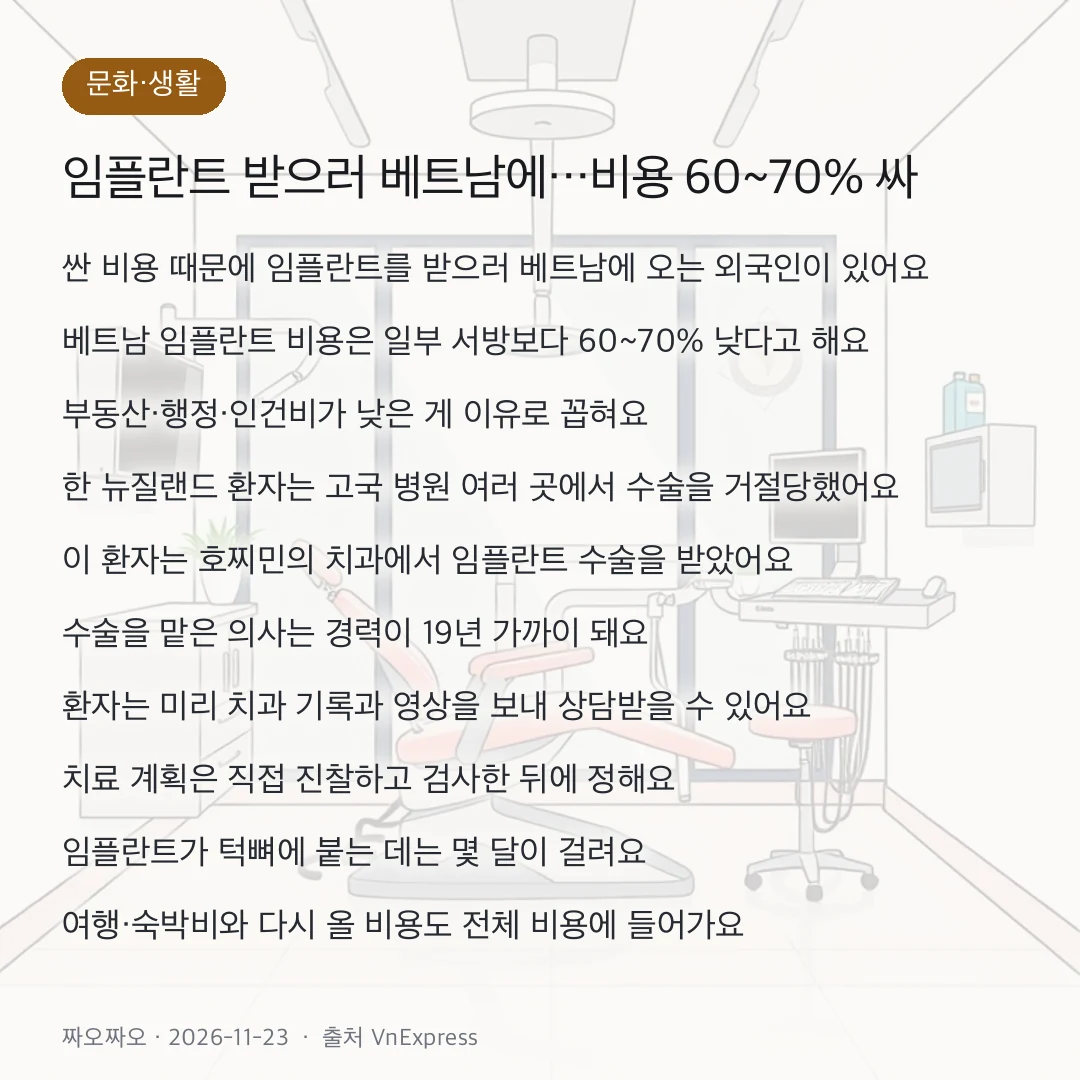 문화·생활
임플란트 받으러 베트남에…비용 60~70% 싸
싼 비용 때문에 임플란트를 받으러 베트남에 오는 외국인이 있어요
베트남 임플란트 비용은 일부 서방보다 60~70% 낮다고 해요
부동산·행정·인건비가 낮은 게 이유로 꼽혀요
한 뉴질랜드 환자는 고국 병원 여러 곳에서 수술을 거절당했어요
이 환자는 호찌민의 치과에서 임플란트 수술을 받았어요
수술을 맡은 의사는 경력이 19년 가까이 돼요
환자는 미리 치과 기록과 영상을 보내 상담받을 수 있어요
치료 계획은 직접 진찰하고 검사한 뒤에 정해요
임플란트가 턱뼈에 붙는 데는 몇 달이 걸려요
여행·숙박비와 다시 올 비용도 전체 비용에 들어가요
짜오짜오 · 2026-11-23 · 출처 VnExpress